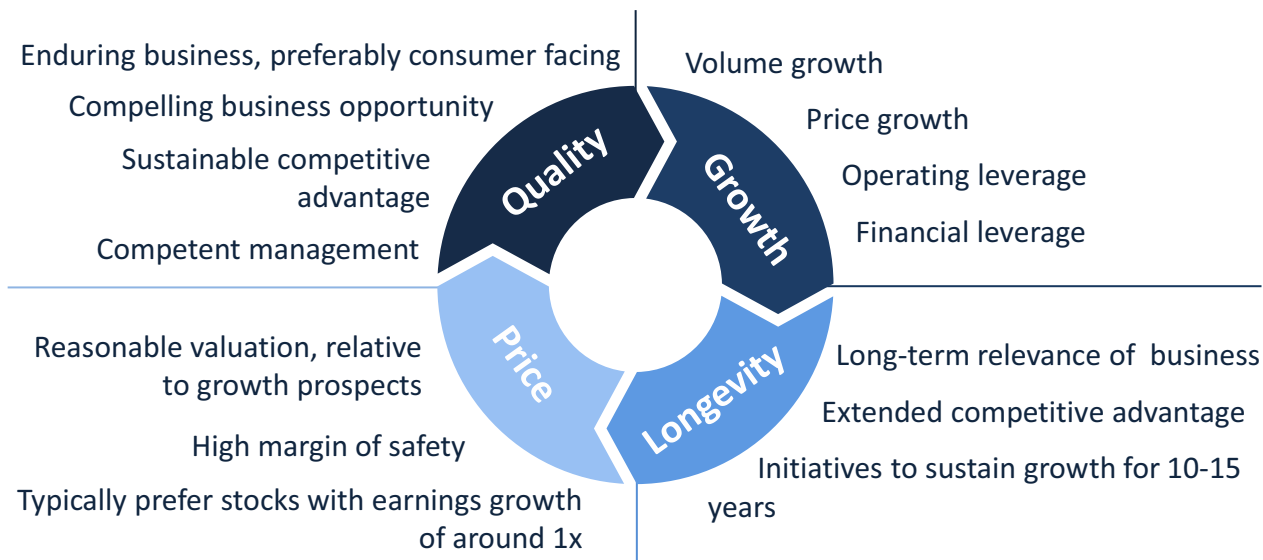 Enduring business, preferably consumer facing
Compelling business opportunity
Sustainable competitive
advantage
Competent management
Quality
Volume growth
Price growth
Operating leverage
Financial leverage
Growth
Reasonable valuation, relative
to growth prospects
High margin of safety
Typically prefer stocks with earnings growth
of around 1x
Price
Long-term relevance of business
Extended competitive advantage
Initiatives to sustain growth for 10-15
years
Longevity